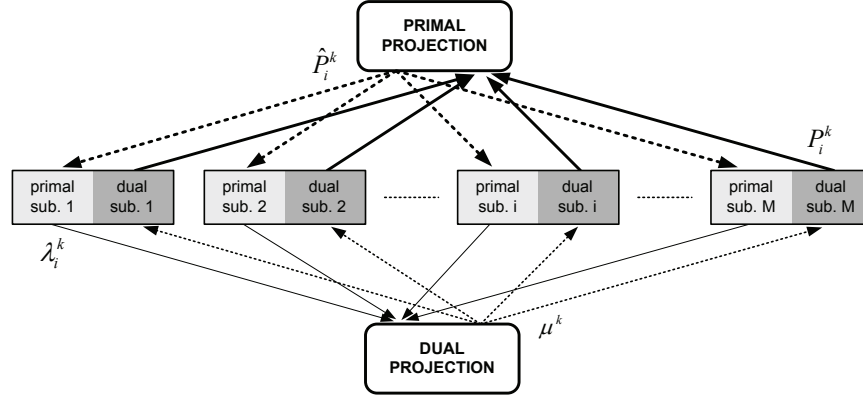 PRIMAL
PROJECTION
P̂_i^k
P_i^k
primal
sub. 1
dual
sub. 1
primal
sub. 2
dual
sub. 2
primal
sub. i
dual
sub. i
primal
sub. M
dual
sub. M
λ_i^k
μ^k
DUAL
PROJECTION